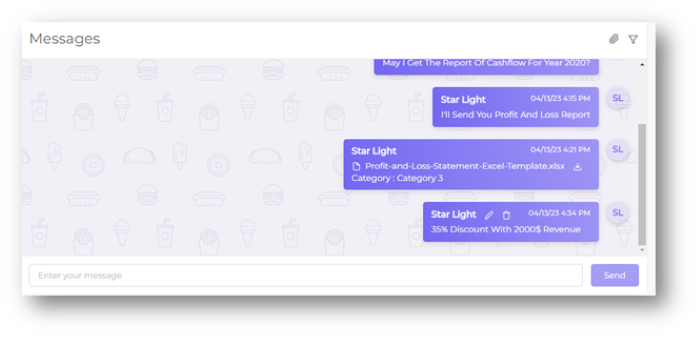 Messages
May I Get The Report Of Cashflow For Year 2020?
Star Light 04/13/23 4:15 PM SL
I'll Send You Profit And Loss Report
Star Light 04/13/23 4:21 PM SL
Profit-and-Loss-Statement-Excel-Template.xlsx
Category : Category 3
Star Light 04/13/23 4:34 PM SL
35% Discount With 2000$ Revenue
Enter your message Send